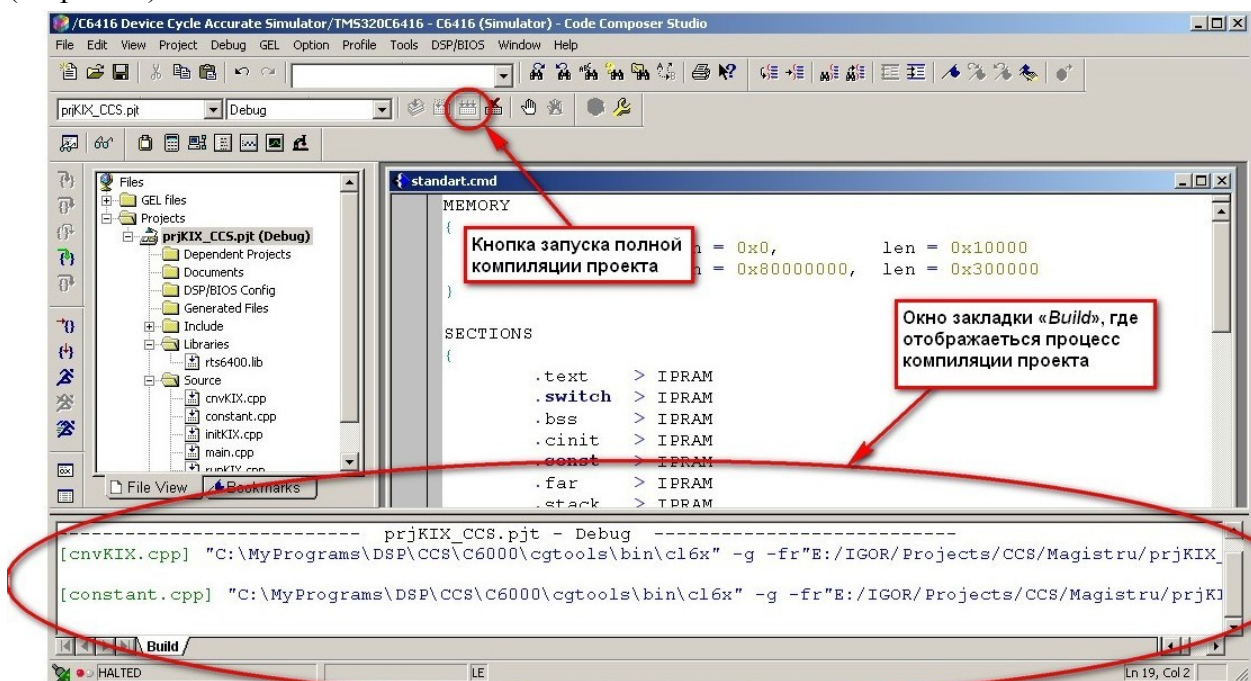 /C6416 Device Cycle Accurate Simulator/TMS320C6416 - C6416 (Simulator) - Code Composer Studio
File Edit View Project Debug GEL Option Profile Tools DSP/BIOS Window Help
prjKIX_CCS.pjt Debug
Files
GEL files
Projects
prjKIX_CCS.pjt (Debug)
Dependent Projects
Documents
DSP/BIOS Config
Generated Files
Include
Libraries
rts6400.lib
Source
cnvKIX.cpp
constant.cpp
initKIX.cpp
main.cpp
runKIX.cpp
File View Bookmarks
standart.cmd
MEMORY
{
= 0x0, len = 0x10000
= 0x80000000, len = 0x300000
}
SECTIONS
{
.text > IPRAM
.switch > IPRAM
.bss > IPRAM
.cinit > IPRAM
.const > IPRAM
.far > IPRAM
.stack > IPRAM
Кнопка запуска полной
компиляции проекта
Окно закладки «Build», где
отображаеться процесс
компиляции проекта
---------------------------- prjKIX_CCS.pjt - Debug ----------------------------
[cnvKIX.cpp] "C:\MyPrograms\DSP\CCS\C6000\cgtools\bin\cl6x" -g -fr"E:/IGOR/Projects/CCS/Magistru/prjKIX_
[constant.cpp] "C:\MyPrograms\DSP\CCS\C6000\cgtools\bin\cl6x" -g -fr"E:/IGOR/Projects/CCS/Magistru/prjKI
Build
HALTED LE Ln 19, Col 2